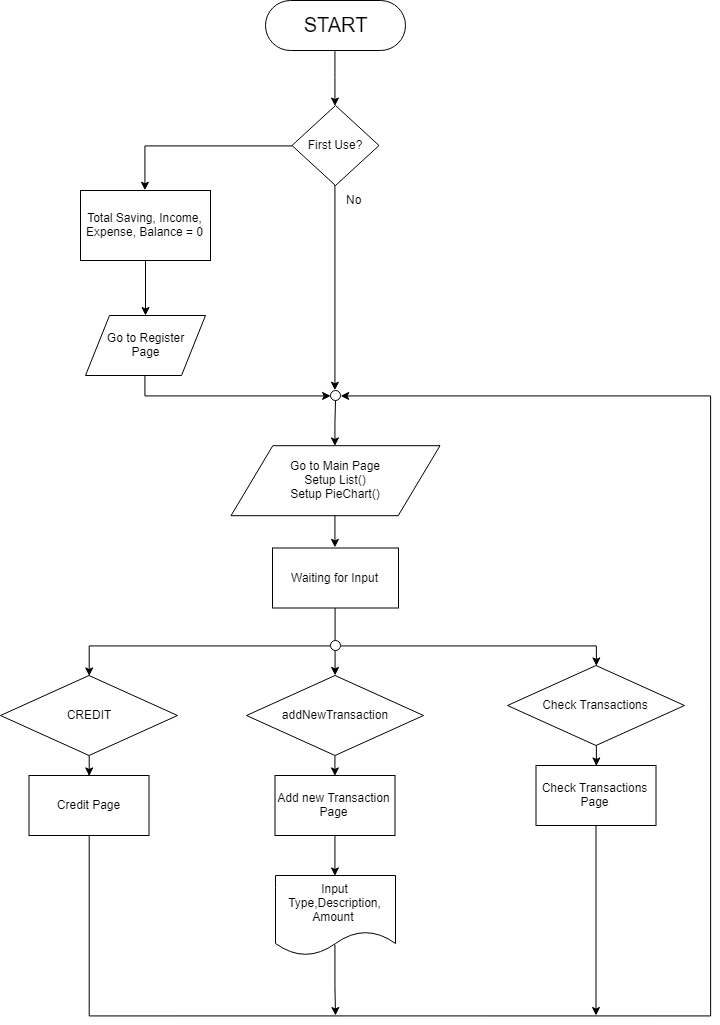 START
First Use?
No
Total Saving, Income,
Expense, Balance = 0
Go to Register
Page
Go to Main Page
Setup List()
Setup PieChart()
Waiting for Input
CREDIT
addNewTransaction
Check Transactions
Credit Page
Add new Transaction
Page
Check Transactions
Page
Input
Type,Description,
Amount